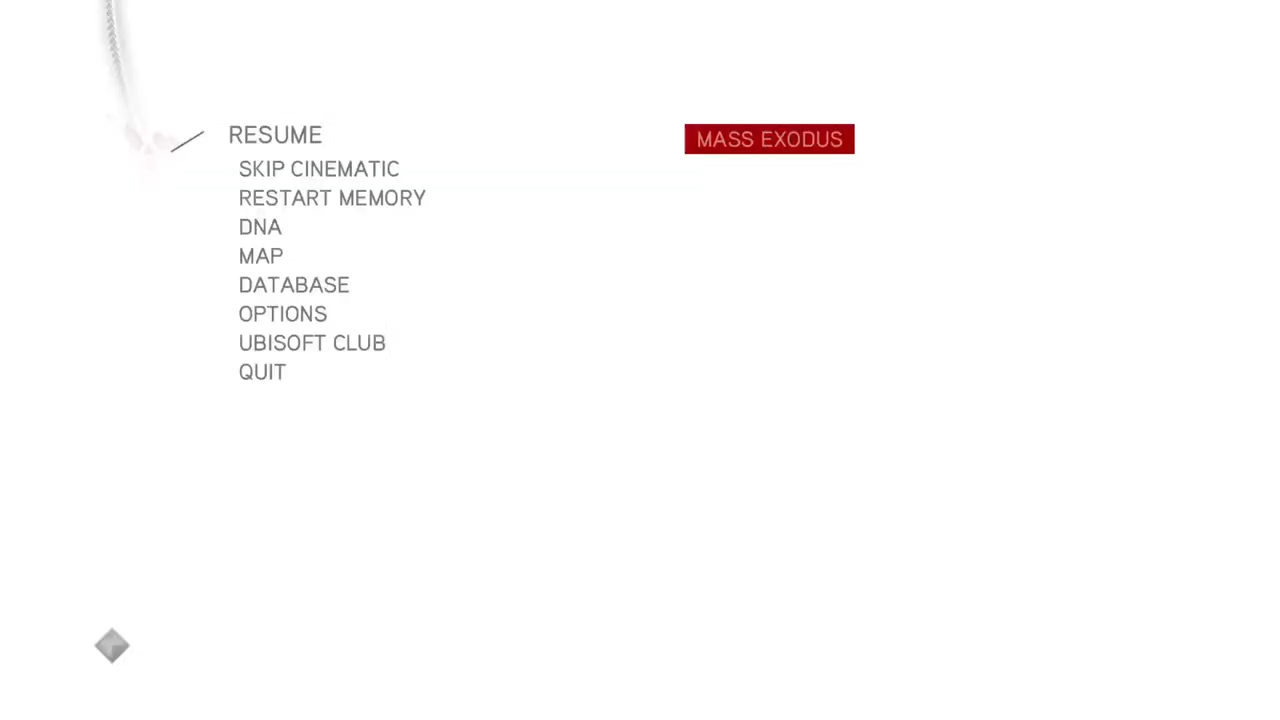 RESUME
MASS EXODUS
SKIP CINEMATIC
RESTART MEMORY
DNA
MAP
DATABASE
OPTIONS
UBISOFT CLUB
QUIT